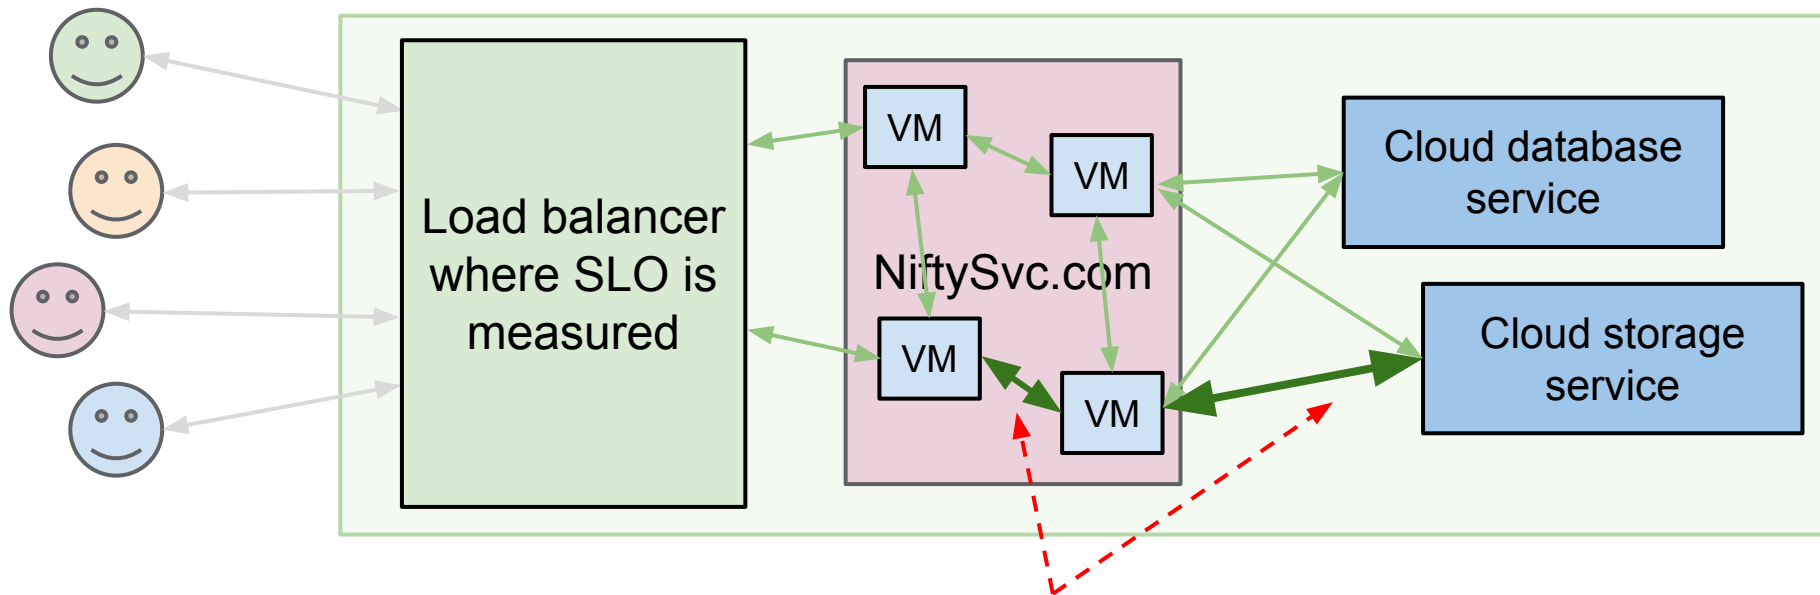 Load balancer
where SLO is
measured
VM
VM
NiftySvc.com
VM
VM
Cloud database
service
Cloud storage
service